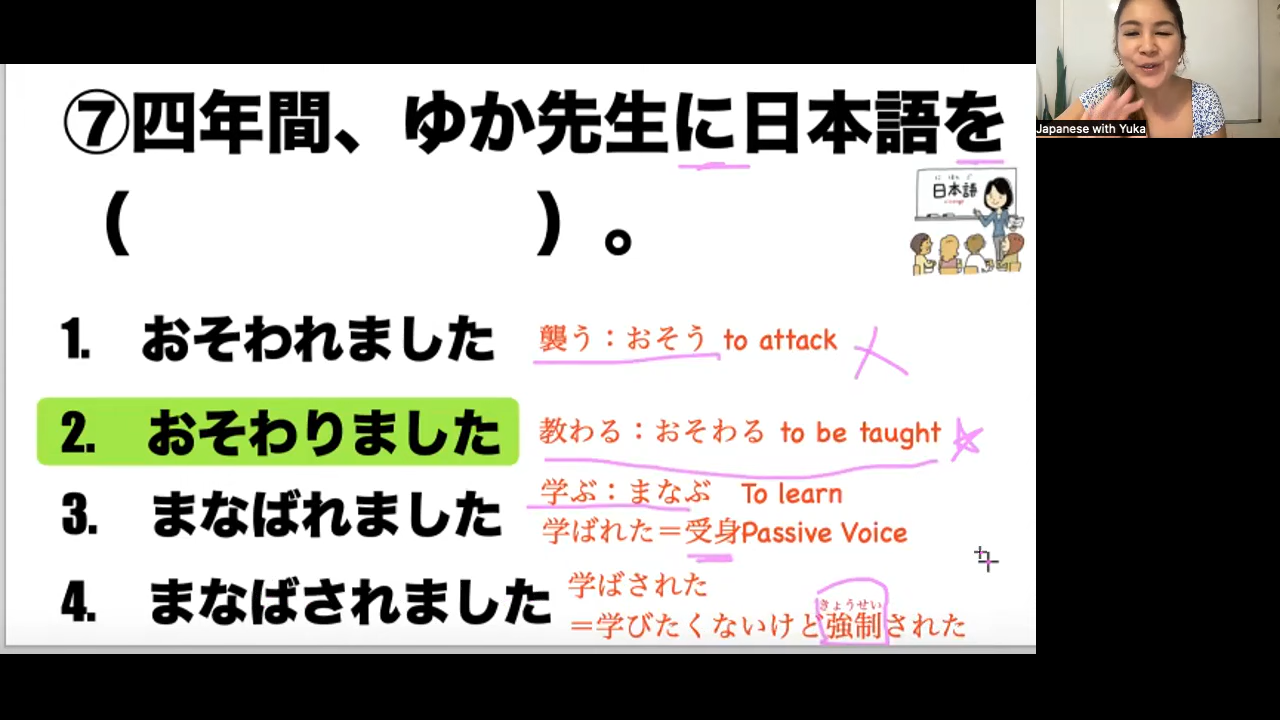 ⑦四年間、ゆか先生に日本語を
(　　　　　　)。
1.　おそわれました
襲う：おそう to attack
2.　おそわりました
教わる：おそわる to be taught
3.　まなばれました
学ぶ：まなぶ　To learn
学ばれた＝受身Passive Voice
4.　まなばされました
学ばされた
きょうせい
＝学びたくないけど強制された
に ほん ご
日本語
Japanese with Yuka